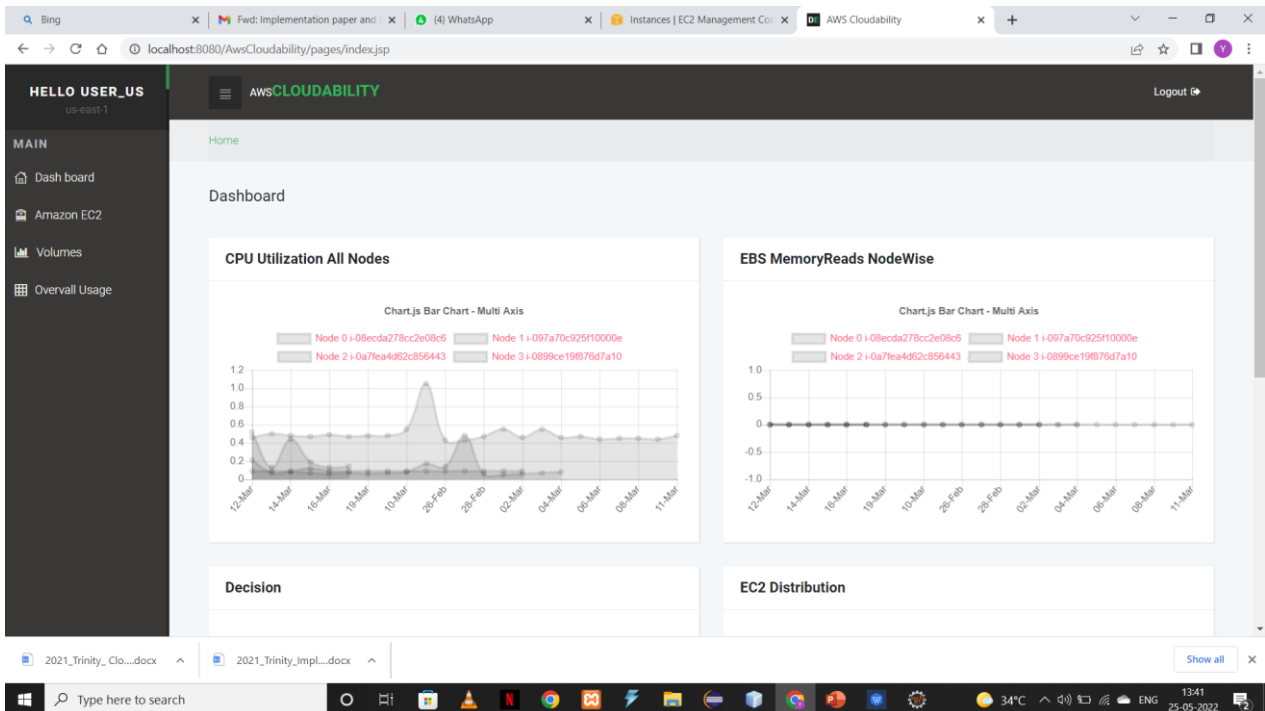 Bing
Fwd: Implementation paper and
(4) WhatsApp
Instances | EC2 Management Con
DE AWS Cloudability
localhost:8080/AwsCloudability/pages/index.jsp
Y
HELLO USER_US
us-east-1
AWSCLOUDABILITY
Logout
MAIN
Dash board
Amazon EC2
Volumes
Overvall Usage
Home
Dashboard
CPU Utilization All Nodes
Chart.js Bar Chart - Multi Axis
Node 0 i-08ecda278cc2e08c6 Node 1 i-097a70c925f10000e
Node 2 i-0a7fea4d62c856443 Node 3 i-0899ce19f876d7a10
1.2
1.0
0.8
0.6
0.4
0.2
0
12-Mar 14-Mar 16-Mar 19-Mar 10-Mar 26-Feb 28-Feb 02-Mar 04-Mar 06-Mar 08-Mar 11-Mar
EBS MemoryReads NodeWise
Chart.js Bar Chart - Multi Axis
Node 0 i-08ecda278cc2e08c6 Node 1 i-097a70c925f10000e
Node 2 i-0a7fea4d62c856443 Node 3 i-0899ce19f876d7a10
1.0
0.5
0
-0.5
-1.0
12-Mar 14-Mar 16-Mar 19-Mar 10-Mar 26-Feb 28-Feb 02-Mar 04-Mar 06-Mar 08-Mar 11-Mar
Decision
EC2 Distribution
2021_Trinity_ Clo....docx
2021_Trinity_Impl....docx
Show all
Type here to search
34°C
ENG
13:41
25-05-2022
2